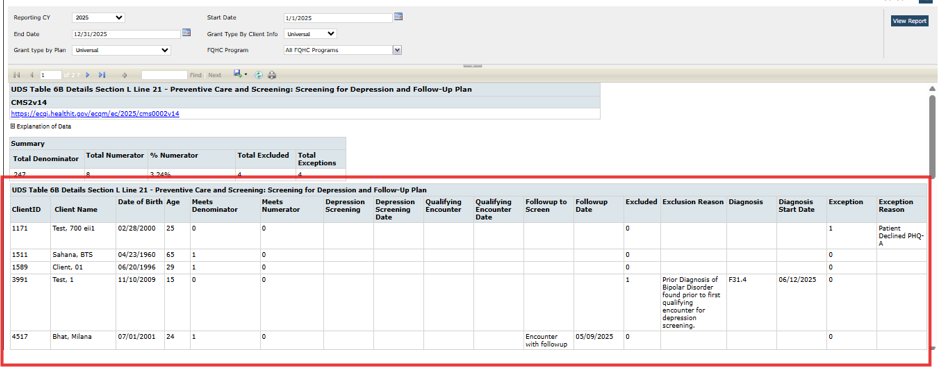 Reporting CY 2025 Start Date 1/1/2025 View Report
End Date 12/31/2025 Grant Type By Client Info Universal
Grant type by Plan Universal FQHC Program All FQHC Programs
1 Find Next
UDS Table 6B Details Section L Line 21 - Preventive Care and Screening: Screening for Depression and Follow-Up Plan
CMS2v14
https://ecqi.healthit.gov/ecqm/ec/2025/cms0002v14
Explanation of Data
Summary
Total Denominator Total Numerator % Numerator Total Excluded Total Exceptions
247 8 3.24% 4 4
UDS Table 6B Details Section L Line 21 - Preventive Care and Screening: Screening for Depression and Follow-Up Plan
ClientID Client Name Date of Birth Age Meets Denominator Meets Numerator Depression Screening Depression Screening Date Qualifying Encounter Qualifying Encounter Date Followup to Screen Followup Date Excluded Exclusion Reason Diagnosis Diagnosis Start Date Exception Exception Reason
1171 Test, 700 eii1 02/28/2000 25 0 0 0 1 Patient Declined PHQ-A
1511 Sahana, BTS 04/23/1960 65 1 0 0 0
1589 Client, 01 06/20/1996 29 1 0 0 0
3991 Test, 1 11/10/2009 15 0 0 1 Prior Diagnosis of Bipolar Disorder found prior to first qualifying encounter for depression screening. F31.4 06/12/2025 0
4517 Bhat, Milana 07/01/2001 24 1 0 Encounter with followup 05/09/2025 0 0